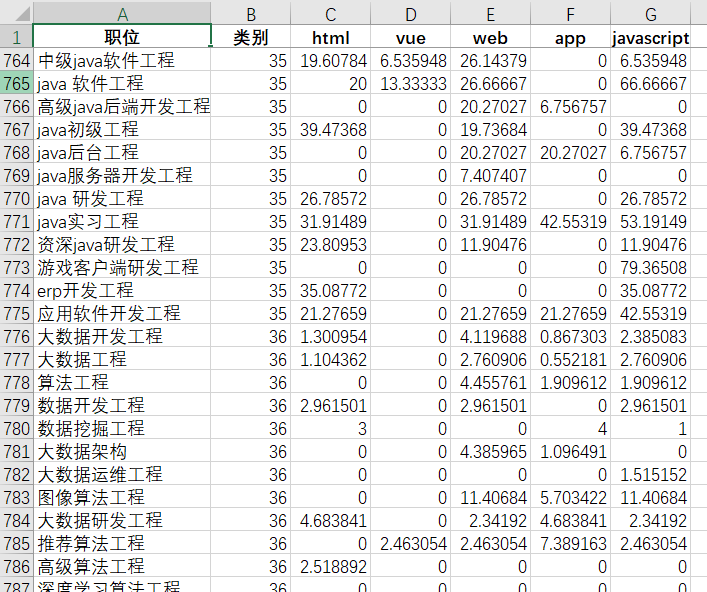 A B C D E F G
1 职位 类别 html vue web app javascript
764 中级java软件工程 35 19.60784 6.535948 26.14379 0 6.535948
765 java 软件工程 35 20 13.33333 26.66667 0 66.66667
766 高级java后端开发工程 35 0 0 20.27027 6.756757 0
767 java初级工程 35 39.47368 0 19.73684 0 39.47368
768 java后台工程 35 0 0 20.27027 20.27027 6.756757
769 java服务器开发工程 35 0 0 7.407407 0 0
770 java 研发工程 35 26.78572 0 26.78572 0 26.78572
771 java实习工程 35 31.91489 0 31.91489 42.55319 53.19149
772 资深java研发工程 35 23.80953 0 11.90476 0 11.90476
773 游戏客户端研发工程 35 0 0 0 0 79.36508
774 erp开发工程 35 35.08772 0 0 0 35.08772
775 应用软件开发工程 35 21.27659 0 21.27659 21.27659 42.55319
776 大数据开发工程 36 1.300954 0 4.119688 0.867303 2.385083
777 大数据工程 36 1.104362 0 2.760906 0.552181 2.760906
778 算法工程 36 0 0 4.455761 1.909612 1.909612
779 数据开发工程 36 2.961501 0 2.961501 0 2.961501
780 数据挖掘工程 36 3 0 0 4 1
781 大数据架构 36 0 0 4.385965 1.096491 0
782 大数据运维工程 36 0 0 0 0 1.515152
783 图像算法工程 36 0 0 11.40684 5.703422 11.40684
784 大数据研发工程 36 4.683841 0 2.34192 4.683841 2.34192
785 推荐算法工程 36 0 2.463054 2.463054 7.389163 2.463054
786 高级算法工程 36 2.518892 0 0 0 0
787 深度学习算法工程 36 0 0 0 0 0